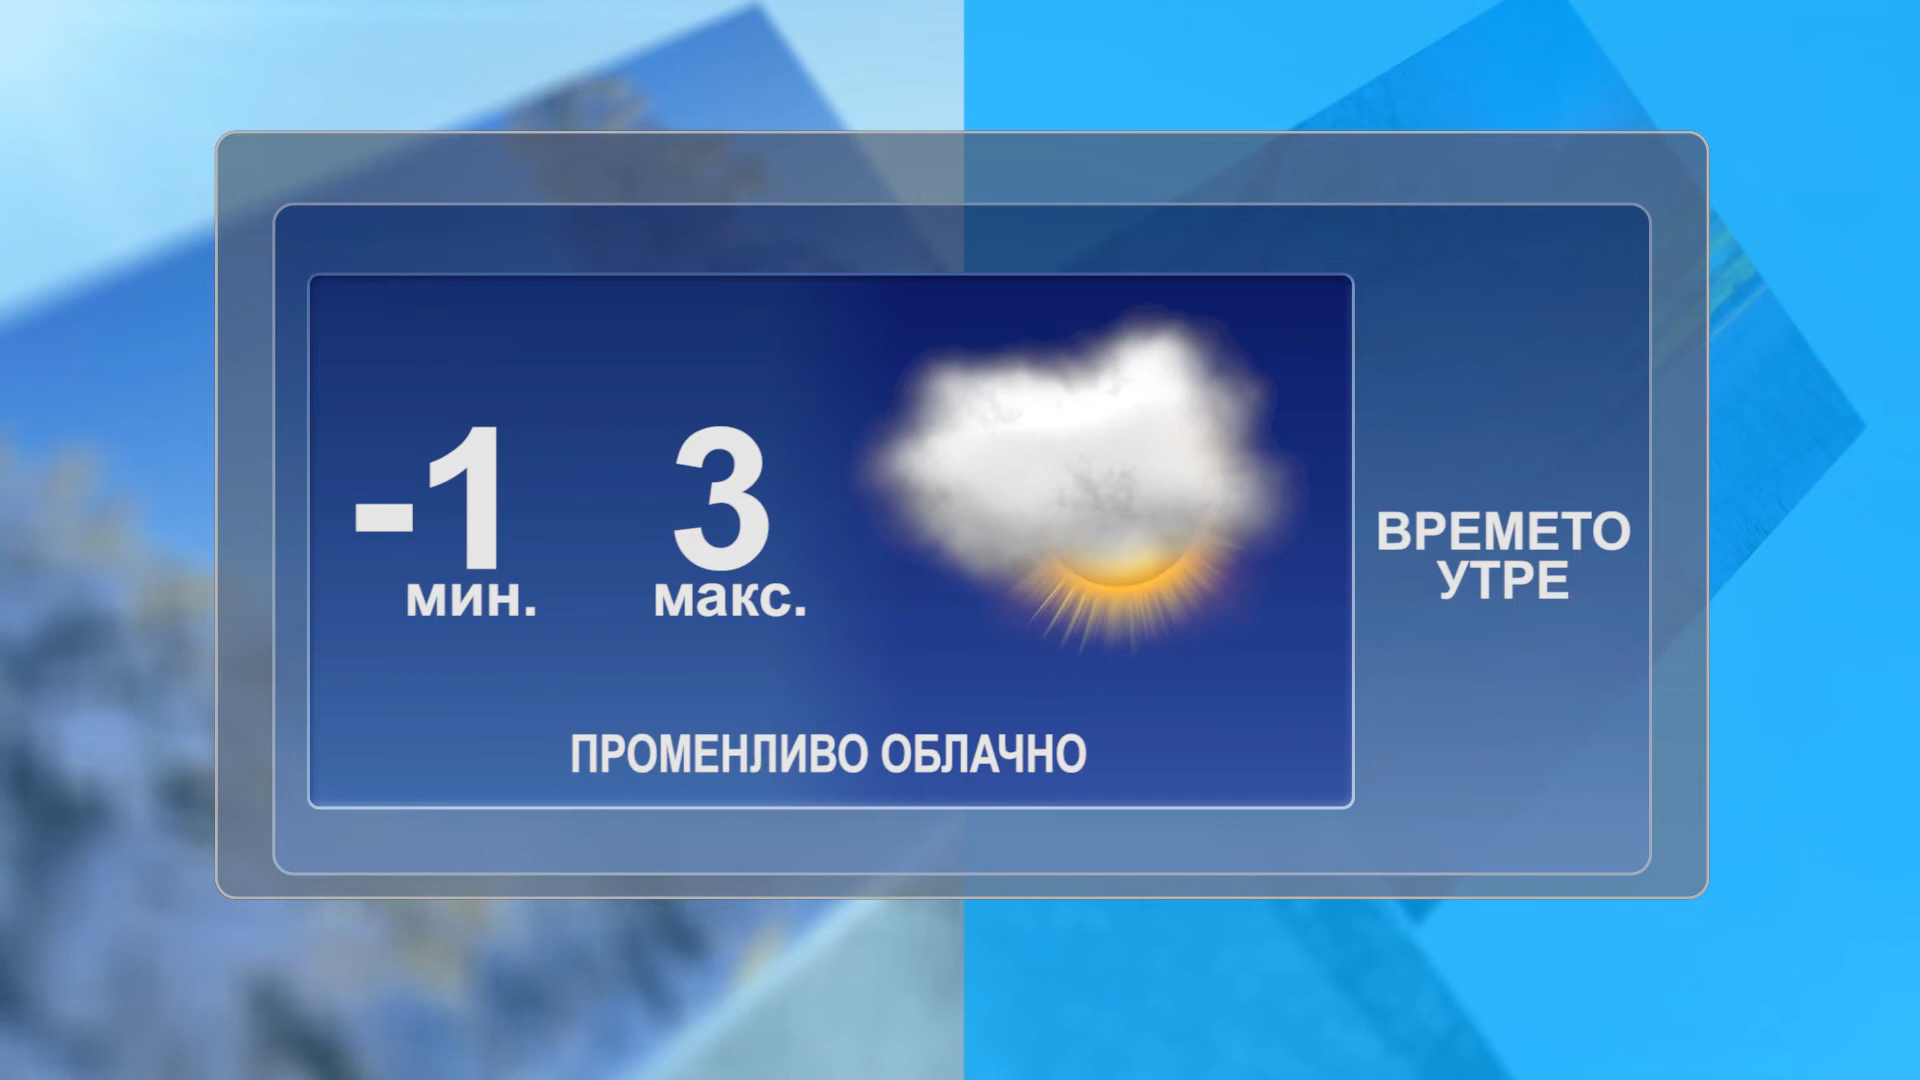 -1 3
мин. макс.
ПРОМЕНЛИВО ОБЛАЧНО
ВРЕМЕТО
УТРЕ